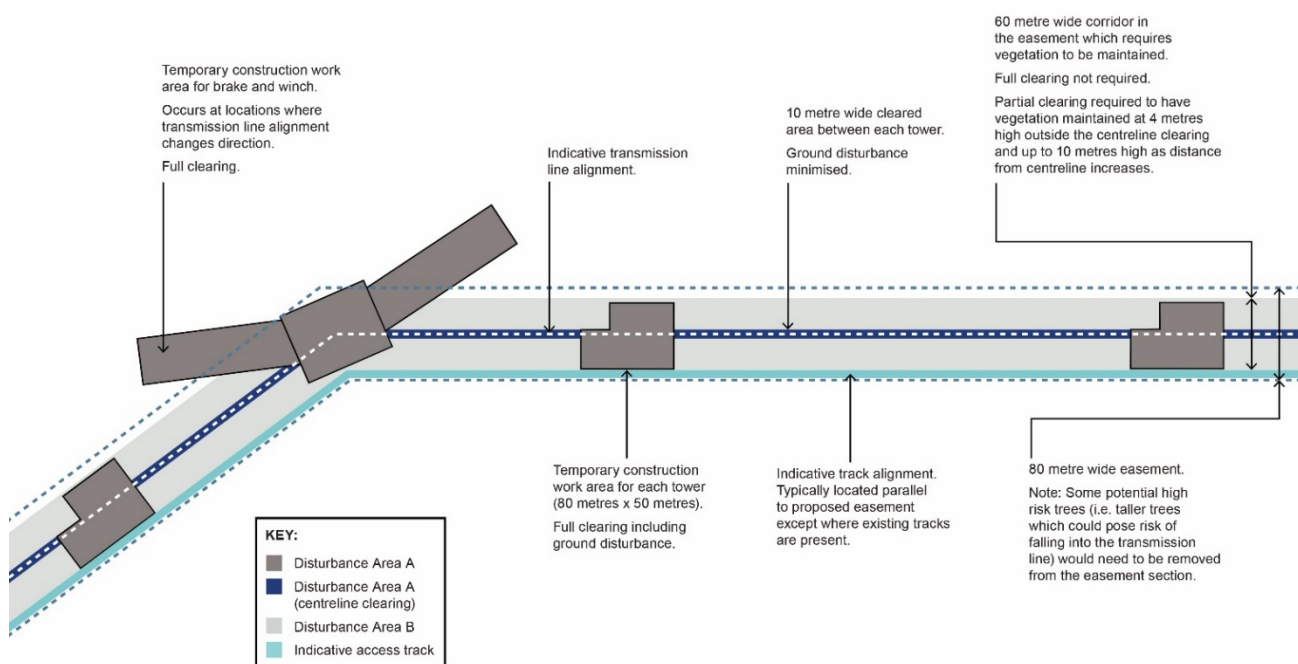 Temporary construction work
area for brake and winch.
Occurs at locations where
transmission line alignment
changes direction.
Full clearing.
Indicative transmission
line alignment.
10 metre wide cleared
area between each tower.
Ground disturbance
minimised.
60 metre wide corridor in
the easement which requires
vegetation to be maintained.
Full clearing not required.
Partial clearing required to have
vegetation maintained at 4 metres
high outside the centreline clearing
and up to 10 metres high as distance
from centreline increases.
Temporary construction
work area for each tower
(80 metres x 50 metres).
Full clearing including
ground disturbance.
Indicative track alignment.
Typically located parallel
to proposed easement
except where existing tracks
are present.
80 metre wide easement.
Note: Some potential high
risk trees (i.e. taller trees
which could pose risk of
falling into the transmission
line) would need to be removed
from the easement section.
KEY:
Disturbance Area A
Disturbance Area A
(centreline clearing)
Disturbance Area B
Indicative access track